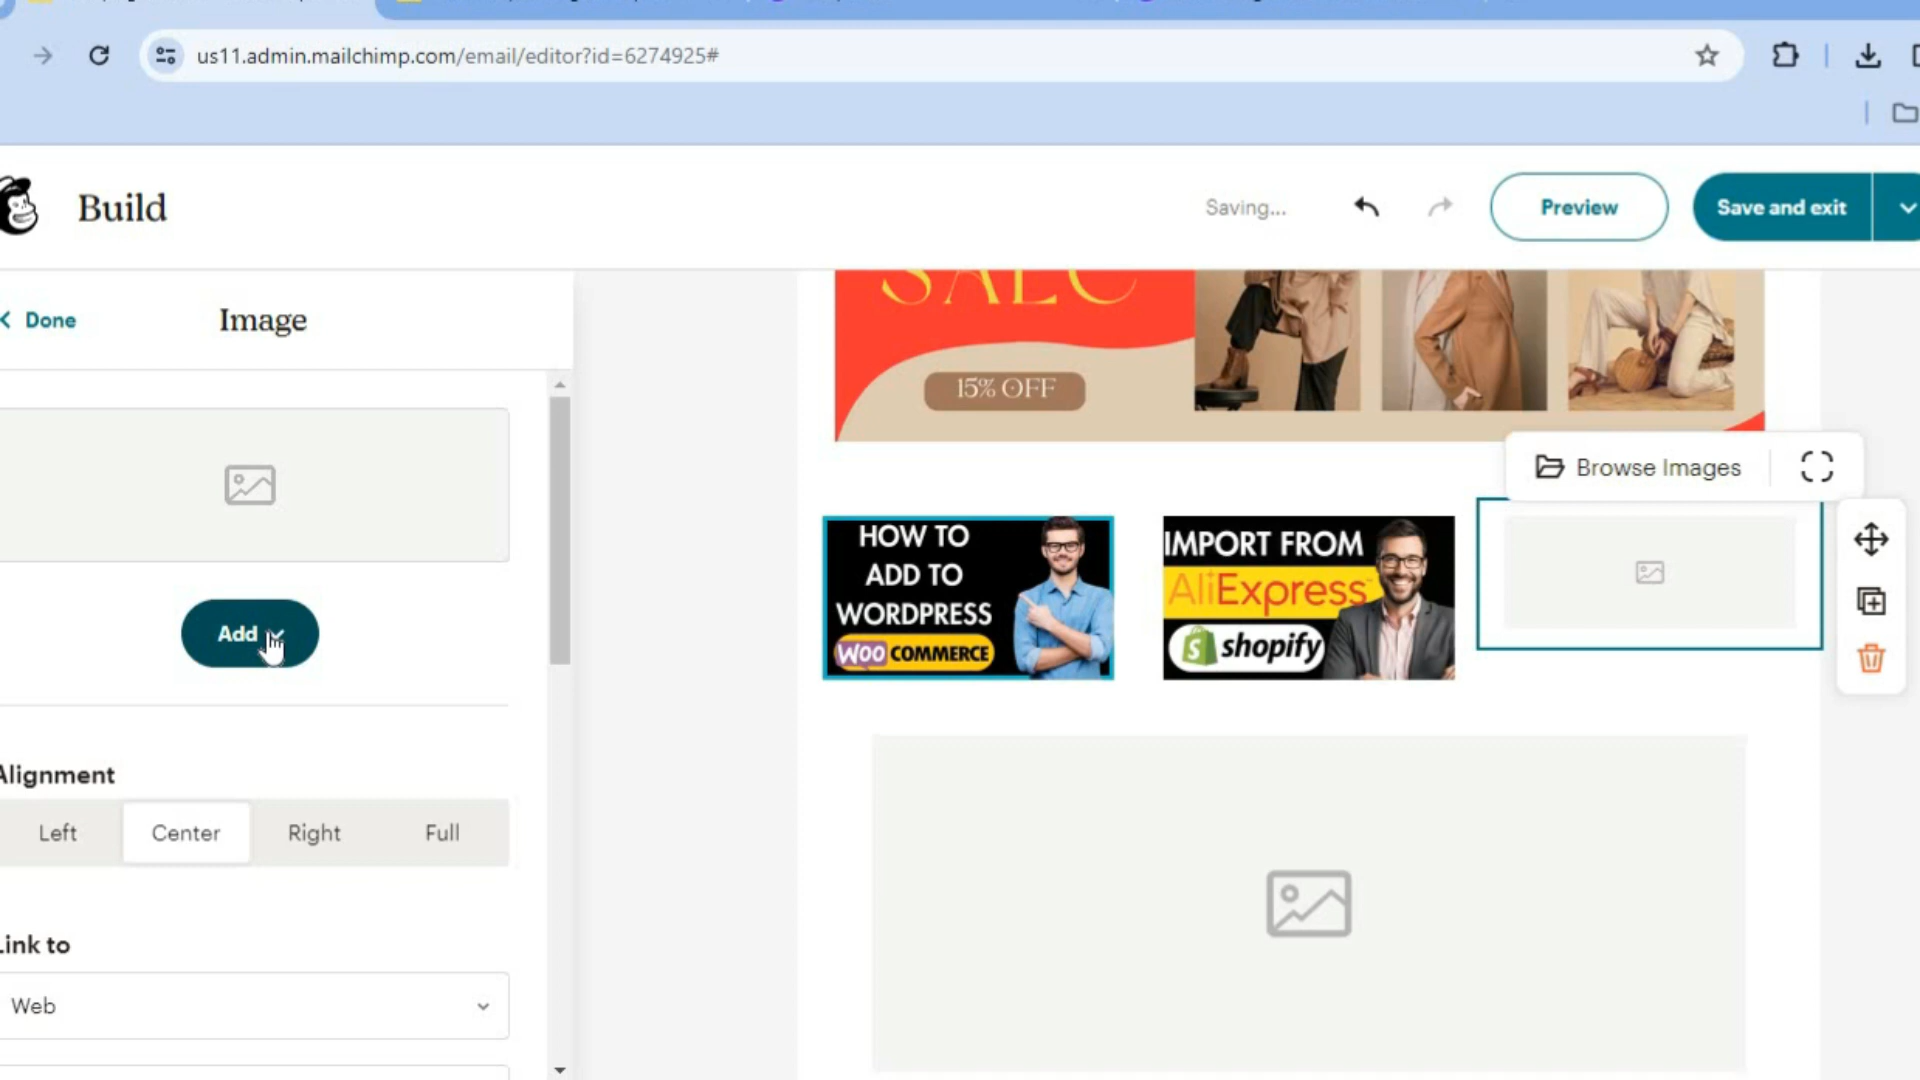 us11.admin.mailchimp.com/email/editor?id=6274925#
Build
Saving...
Preview
Save and exit
Done
Image
Add
Alignment
Left
Center
Right
Full
Link to
Web
SALE
15% OFF
Browse Images
HOW TO
ADD TO
WORDPRESS
WOO COMMERCE
IMPORT FROM
AliExpress
shopify